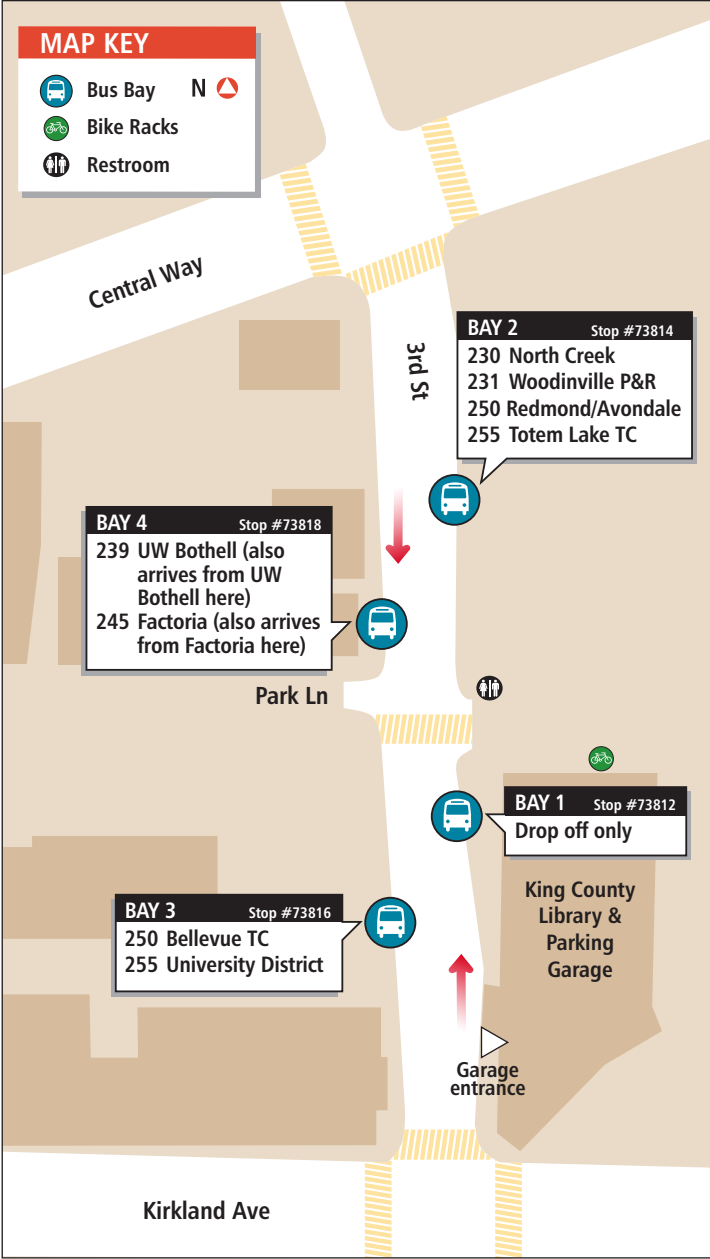 MAP KEY
Bus Bay N
Bike Racks
Restroom
Central Way
3rd St
BAY 2 Stop #73814
230 North Creek
231 Woodinville P&R
250 Redmond/Avondale
255 Totem Lake TC
BAY 4 Stop #73818
239 UW Bothell (also
arrives from UW
Bothell here)
245 Factoria (also arrives
from Factoria here)
Park Ln
BAY 1 Stop #73812
Drop off only
King County
Library &
Parking
Garage
BAY 3 Stop #73816
250 Bellevue TC
255 University District
Garage
entrance
Kirkland Ave